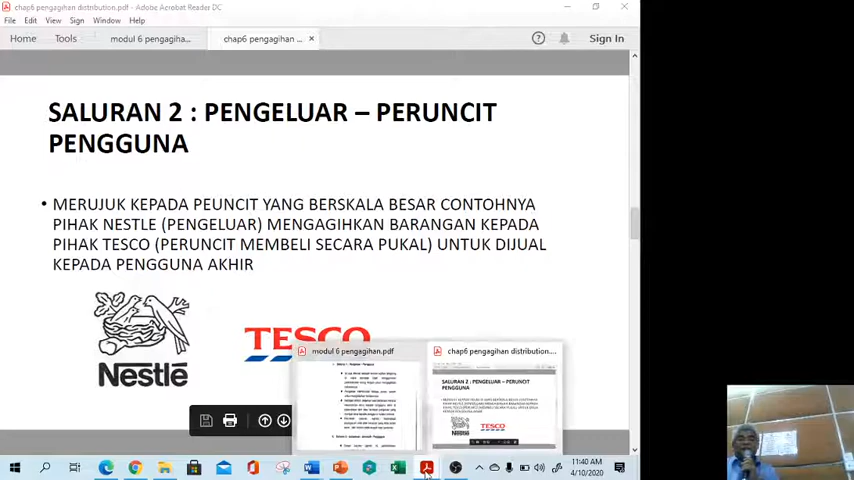 chap6 pengagihan distribution.pdf - Adobe Acrobat Reader DC
File Edit View Sign Window Help
Home Tools modul 6 pengagiha... chap6 pengagihan ... Sign In
SALURAN 2 : PENGELUAR – PERUNCIT
PENGGUNA
• MERUJUK KEPADA PEUNCIT YANG BERSKALA BESAR CONTOHNYA
PIHAK NESTLE (PENGELUAR) MENGAGIHKAN BARANGAN KEPADA
PIHAK TESCO (PERUNCIT MEMBELI SECARA PUKAL) UNTUK DIJUAL
KEPADA PENGGUNA AKHIR
Nestlé
TESCO
modul 6 pengagihan.pdf
chap6 pengagihan distribution....
SALURAN 2 : PENGELUAR – PERUNCIT
PENGGUNA
Nestlé
TESCO
11:40 AM
4/10/2020